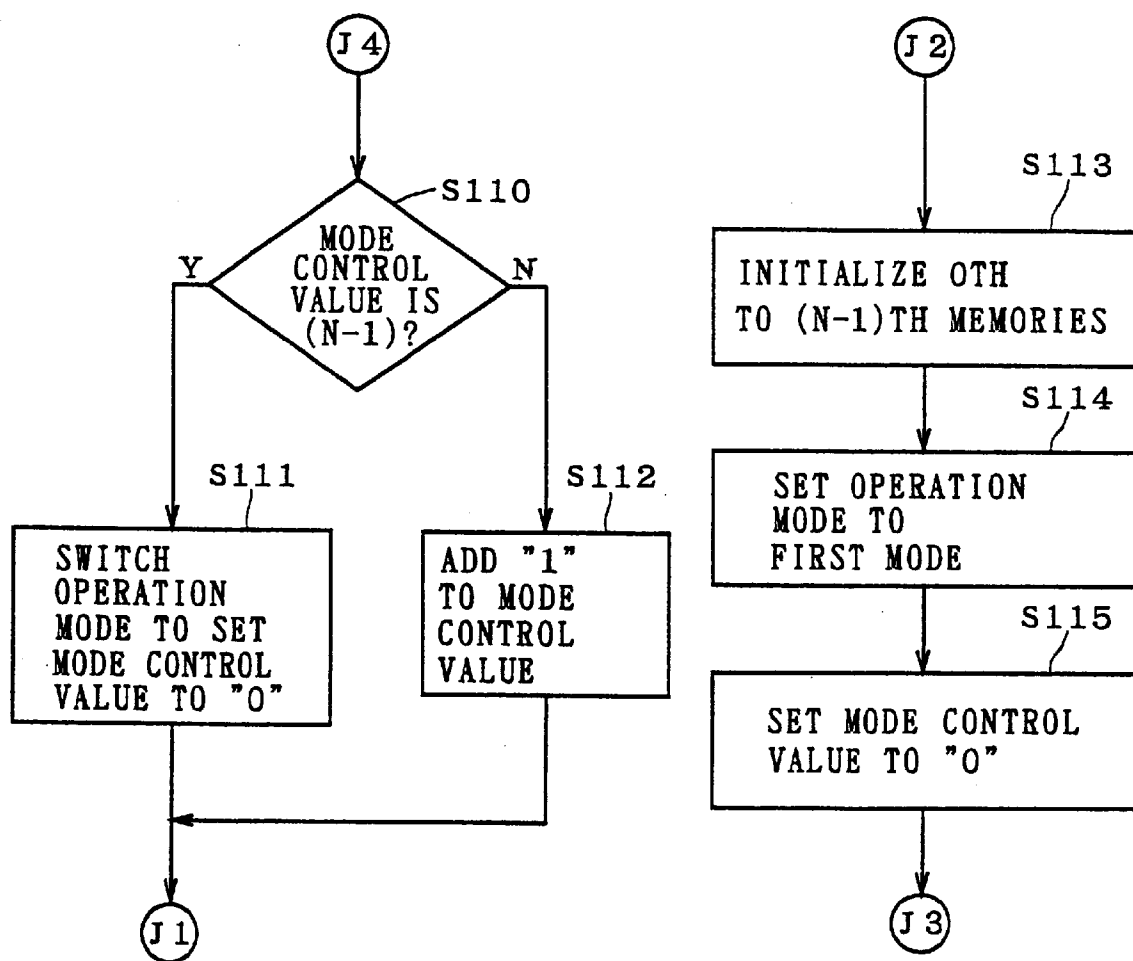 J4
S110
MODE
CONTROL
VALUE IS
(N-1)?
Y
N
S111
SWITCH
OPERATION
MODE TO SET
MODE CONTROL
VALUE TO "0"
S112
ADD "1"
TO MODE
CONTROL
VALUE
J1
J2
S113
INITIALIZE 0TH
TO (N-1)TH MEMORIES
S114
SET OPERATION
MODE TO
FIRST MODE
S115
SET MODE CONTROL
VALUE TO "0"
J3